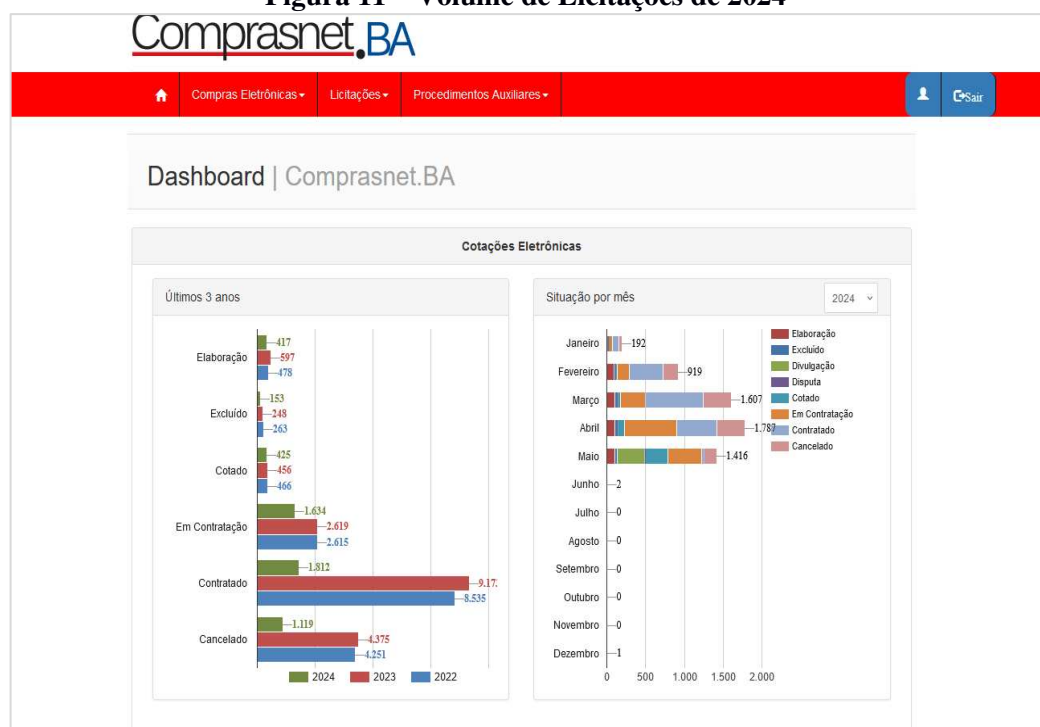 Figura 11 – Volume de Licitações de 2024
Comprasnet.BA
Compras Eletrônicas
Licitações
Procedimentos Auxiliares
Sair
Dashboard | Comprasnet.BA
Cotações Eletrônicas
Últimos 3 anos
Elaboração
417
597
478
Excluído
153
248
263
Cotado
425
456
466
Em Contratação
1.634
2.619
2.615
Contratado
1.812
9.17
8.535
Cancelado
1.119
4.375
4.251
2024
2023
2022
Situação por mês
2024
Janeiro
192
Fevereiro
919
Março
1.607
Abril
1.787
Maio
1.416
Junho
2
Julho
0
Agosto
0
Setembro
0
Outubro
0
Novembro
0
Dezembro
1
0 500 1.000 1.500 2.000
Elaboração
Excluído
Divulgação
Disputa
Cotado
Em Contratação
Contratado
Cancelado